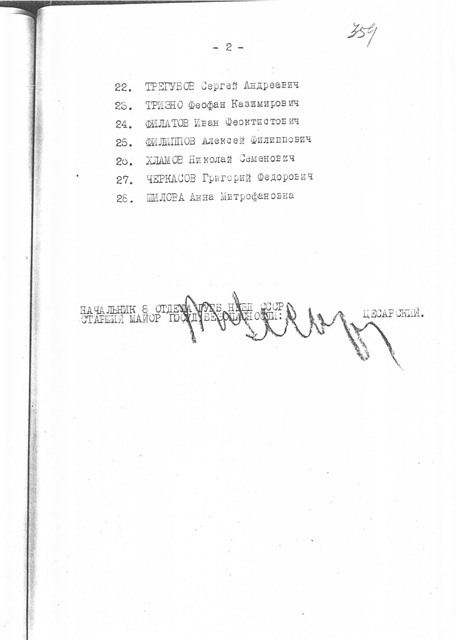 359
- 2 -
22. ТРЕГУБОВ Сергей Андреевич
23. ТРИЗНО Феофан Казимирович
24. ФИЛАТОВ Иван Феоктистович
25. ФИЛИППОВ Алексей Филиппович
26. ХЛАМОВ Николай Семенович
27. ЧЕРКАСОВ Григорий Федорович
28. ШИЛОВА Анна Митрофановна
НАЧАЛЬНИК 8 ОТДЕЛА ГУГБ НКВД СССР
СТАРШИЙ МАЙОР ГОСУД.БЕЗОПАСНОСТИ: ЦЕСАРСКИЙ.